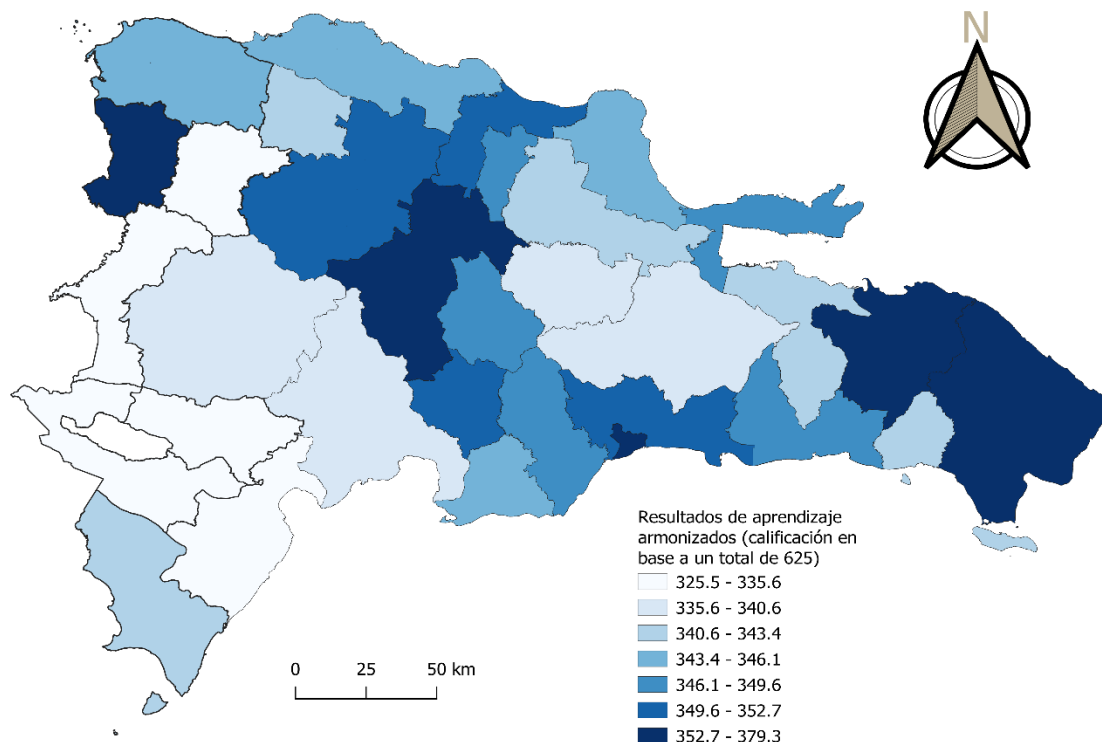 N
Resultados de aprendizaje
armonizados (calificación en
base a un total de 625)
325.5 - 335.6
335.6 - 340.6
340.6 - 343.4
343.4 - 346.1
346.1 - 349.6
349.6 - 352.7
352.7 - 379.3
0 25 50 km